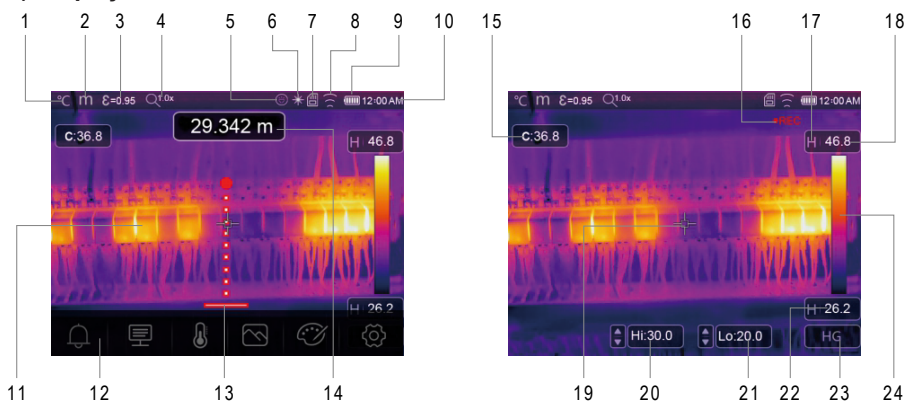 1 2 3 4 5 6 7 8 9 10 15 16 17 18
°C m ε=0.95 1.0x 12:00 AM
C:36.8
29.342 m
H 46.8
H 26.2
°C m ε=0.95 1.0x 12:00 AM
•REC
C:36.8
H 46.8
H 26.2
Hi:30.0 Lo:20.0 HG
11 12 13 14 19 20 21 22 23 24